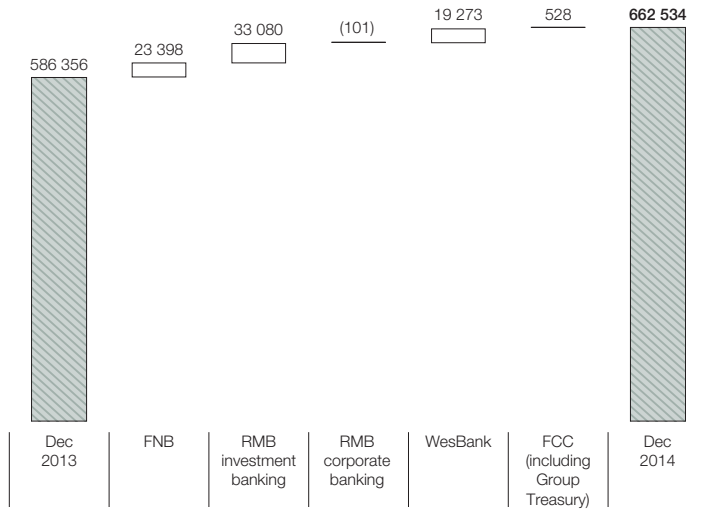 586 356
23 398
33 080
(101)
19 273
528
662 534
Dec
2013
FNB
RMB
investment
banking
RMB
corporate
banking
WesBank
FCC
(including
Group
Treasury)
Dec
2014